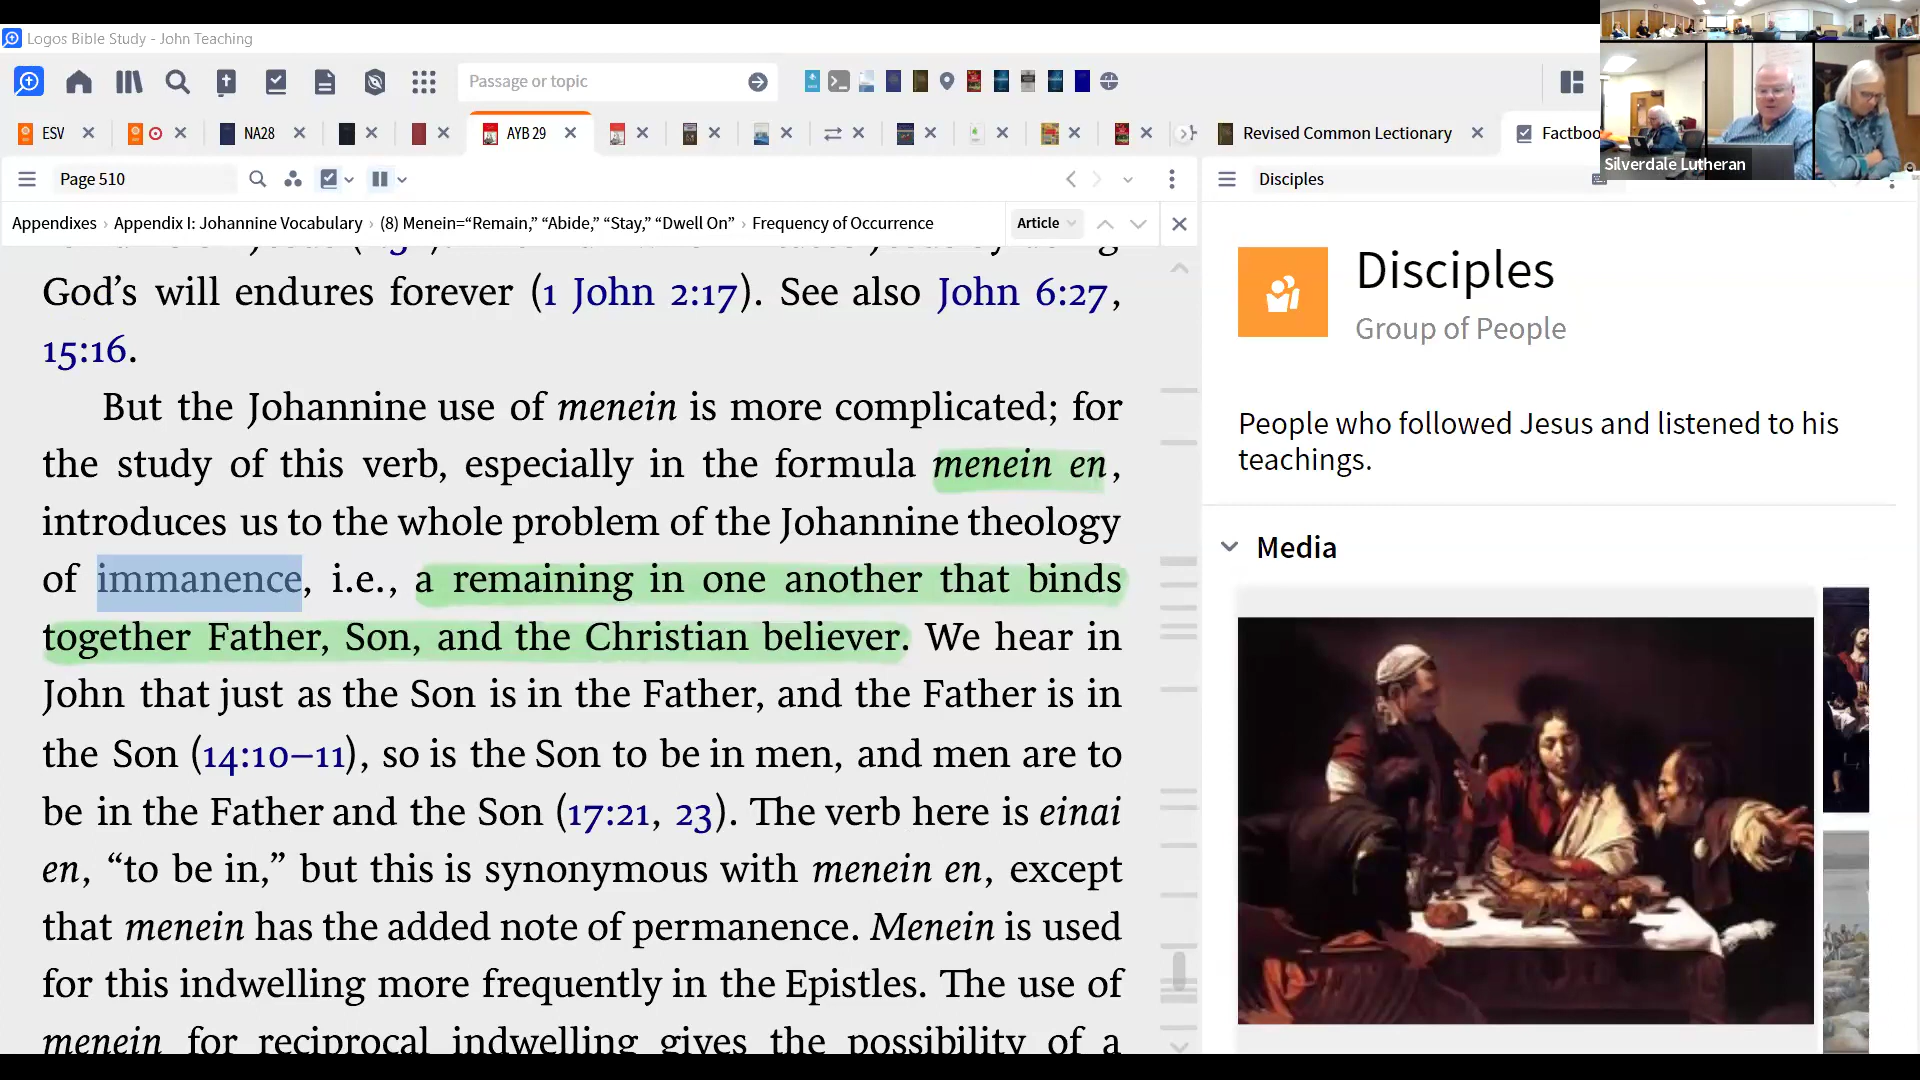 Logos Bible Study - John Teaching
Passage or topic
ESV
NA28
AYB 29
Revised Common Lectionary
Factboo
Silverdale Lutheran
Page 510
Disciples
Appendixes › Appendix I: Johannine Vocabulary › (8) Menein=“Remain,” “Abide,” “Stay,” “Dwell On” › Frequency of Occurrence
Article
God’s will endures forever (1 John 2:17). See also John 6:27,
15:16.
But the Johannine use of menein is more complicated; for
the study of this verb, especially in the formula menein en,
introduces us to the whole problem of the Johannine theology
of immanence, i.e., a remaining in one another that binds
together Father, Son, and the Christian believer. We hear in
John that just as the Son is in the Father, and the Father is in
the Son (14:10–11), so is the Son to be in men, and men are to
be in the Father and the Son (17:21, 23). The verb here is einai
en, “to be in,” but this is synonymous with menein en, except
that menein has the added note of permanence. Menein is used
for this indwelling more frequently in the Epistles. The use of
menein for reciprocal indwelling gives the possibility of a
Disciples
Group of People
People who followed Jesus and listened to his
teachings.
Media